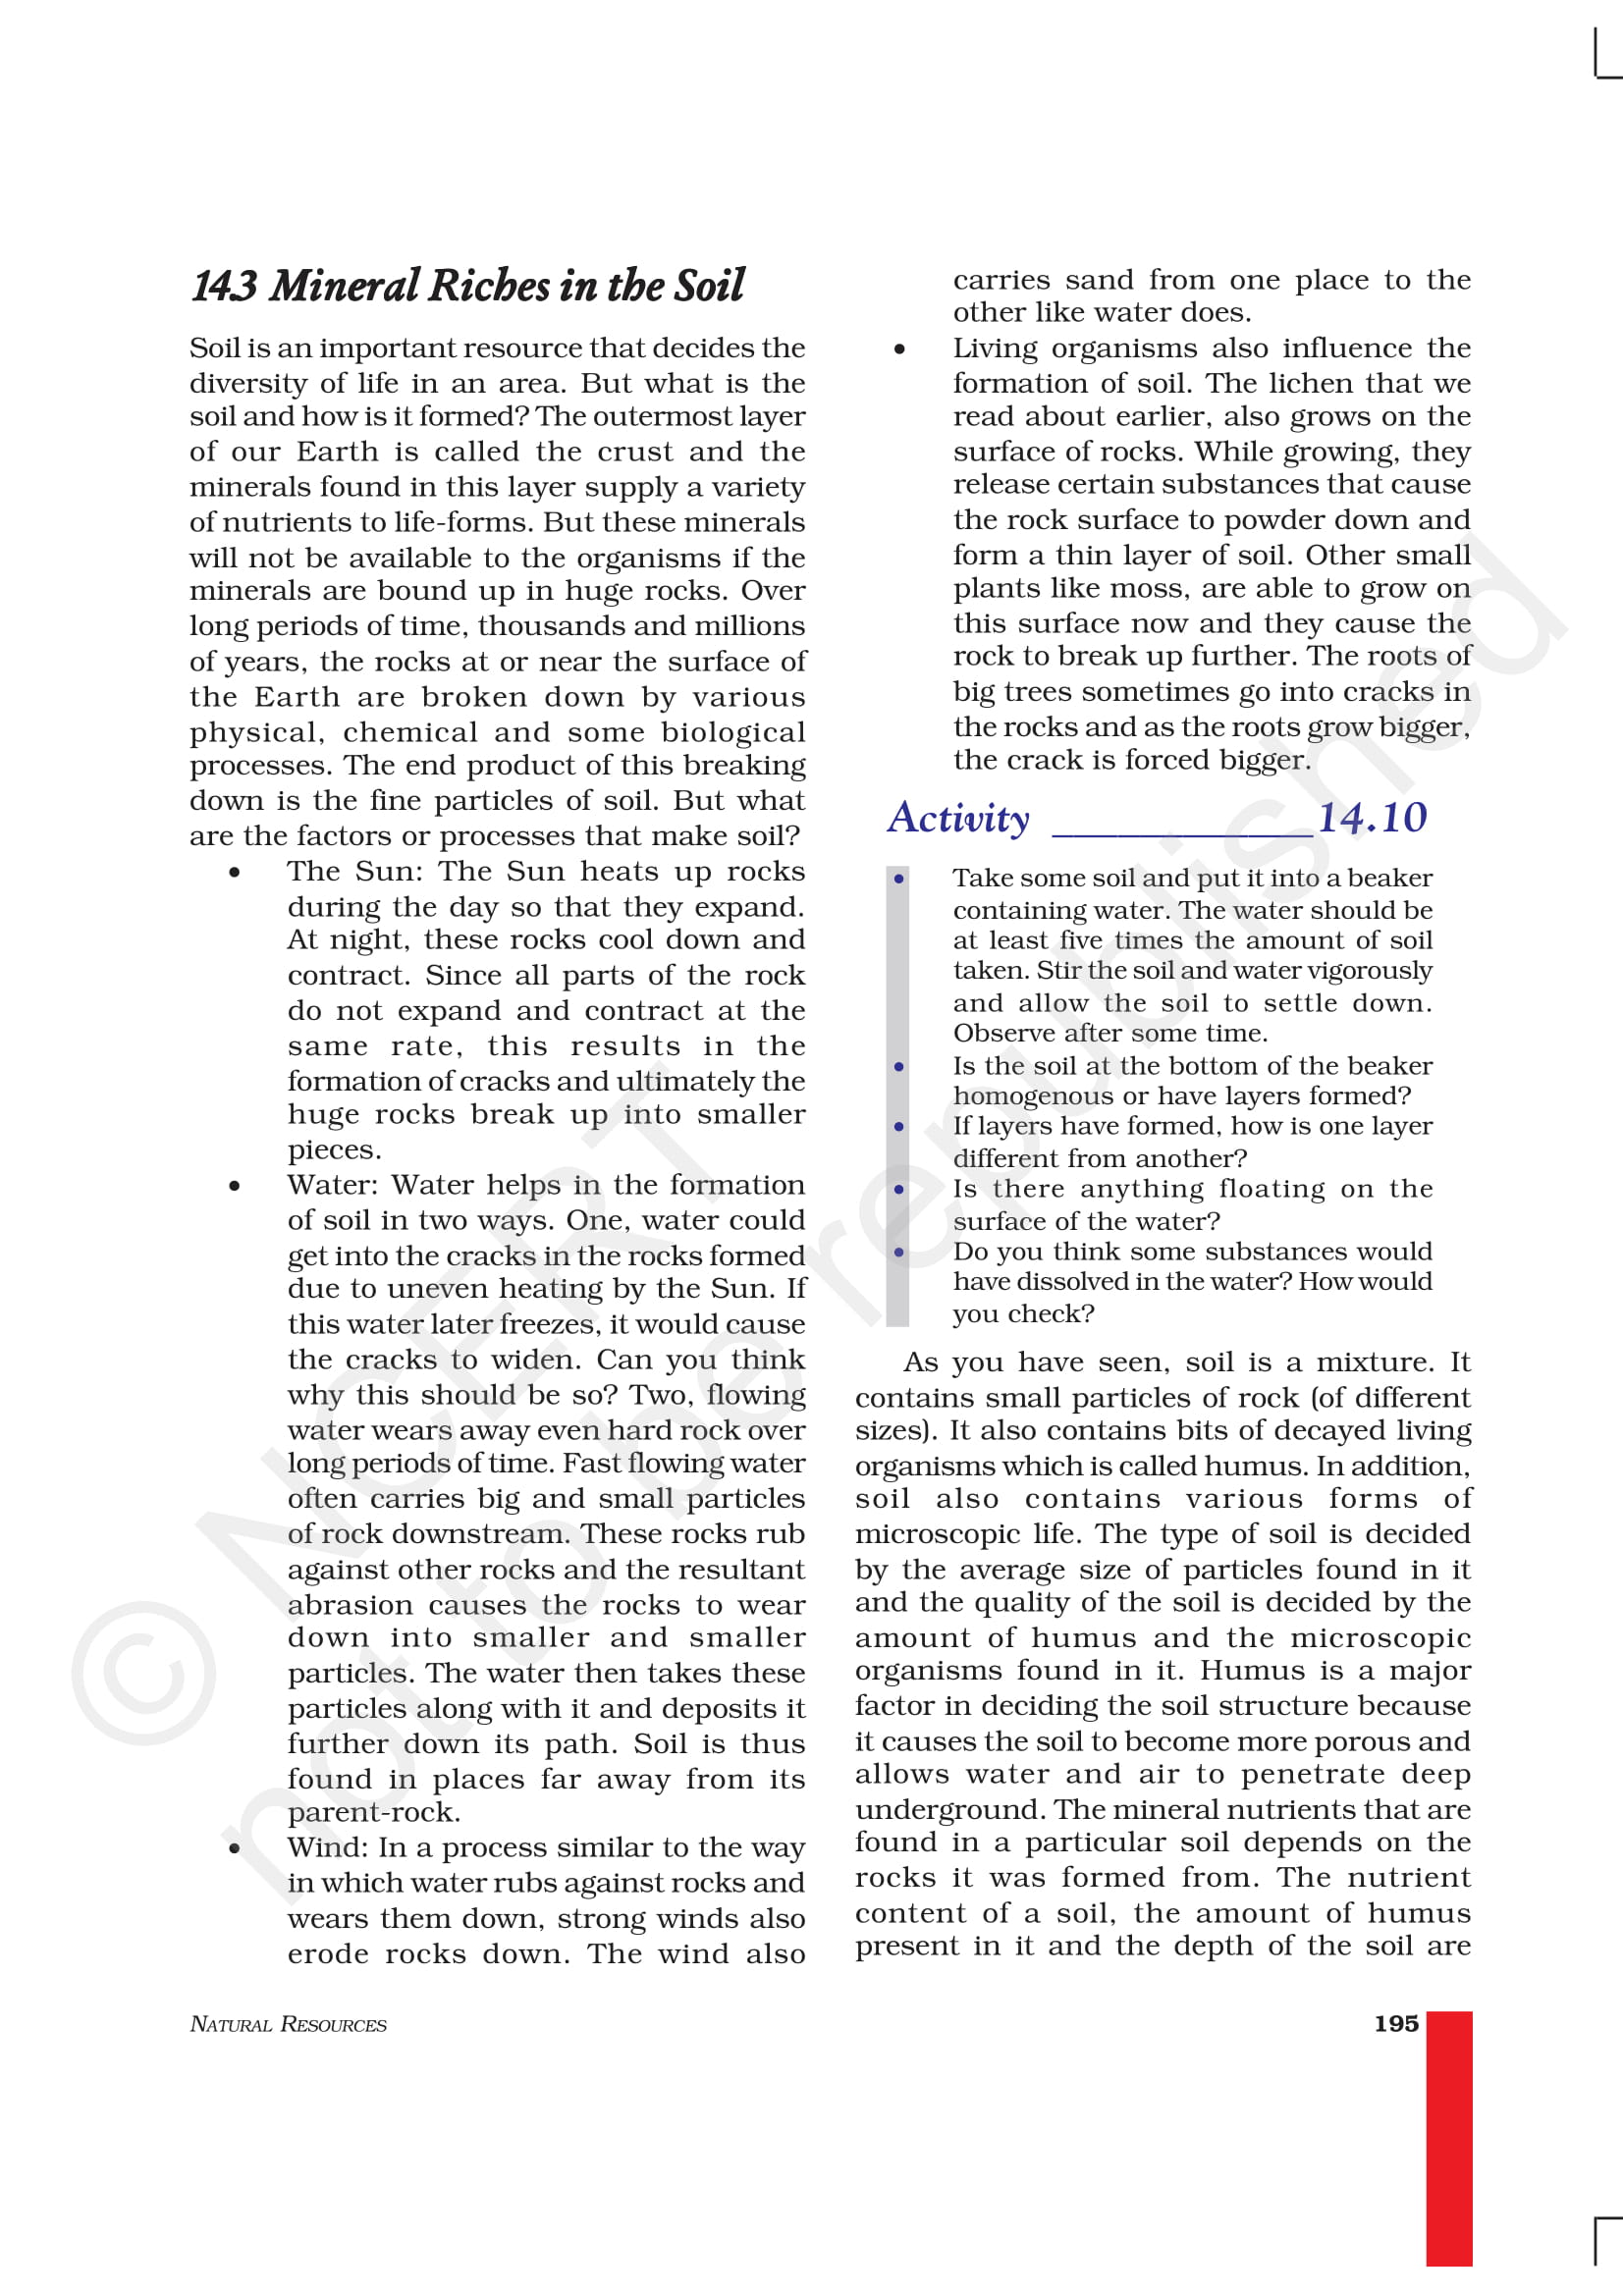 14.3 Mineral Riches in the Soil
Soil is an important resource that decides the
diversity of life in an area. But what is the
soil and how is it formed? The outermost layer
of our Earth is called the crust and the
minerals found in this layer supply a variety
of nutrients to life-forms. But these minerals
will not be available to the organisms if the
minerals are bound up in huge rocks. Over
long periods of time, thousands and millions
of years, the rocks at or near the surface of
the Earth are broken down by various
physical, chemical and some biological
processes. The end product of this breaking
down is the fine particles of soil. But what
are the factors or processes that make soil?
• The Sun: The Sun heats up rocks
during the day so that they expand.
At night, these rocks cool down and
contract. Since all parts of the rock
do not expand and contract at the
same rate, this results in the
formation of cracks and ultimately the
huge rocks break up into smaller
pieces.
• Water: Water helps in the formation
of soil in two ways. One, water could
get into the cracks in the rocks formed
due to uneven heating by the Sun. If
this water later freezes, it would cause
the cracks to widen. Can you think
why this should be so? Two, flowing
water wears away even hard rock over
long periods of time. Fast flowing water
often carries big and small particles
of rock downstream. These rocks rub
against other rocks and the resultant
abrasion causes the rocks to wear
down into smaller and smaller
particles. The water then takes these
particles along with it and deposits it
further down its path. Soil is thus
found in places far away from its
parent-rock.
• Wind: In a process similar to the way
in which water rubs against rocks and
wears them down, strong winds also
erode rocks down. The wind also
carries sand from one place to the
other like water does.
• Living organisms also influence the
formation of soil. The lichen that we
read about earlier, also grows on the
surface of rocks. While growing, they
release certain substances that cause
the rock surface to powder down and
form a thin layer of soil. Other small
plants like moss, are able to grow on
this surface now and they cause the
rock to break up further. The roots of
big trees sometimes go into cracks in
the rocks and as the roots grow bigger,
the crack is forced bigger.
Activity ____________14.10
• Take some soil and put it into a beaker
containing water. The water should be
at least five times the amount of soil
taken. Stir the soil and water vigorously
and allow the soil to settle down.
Observe after some time.
• Is the soil at the bottom of the beaker
homogenous or have layers formed?
• If layers have formed, how is one layer
different from another?
• Is there anything floating on the
surface of the water?
• Do you think some substances would
have dissolved in the water? How would
you check?
As you have seen, soil is a mixture. It
contains small particles of rock (of different
sizes). It also contains bits of decayed living
organisms which is called humus. In addition,
soil also contains various forms of
microscopic life. The type of soil is decided
by the average size of particles found in it
and the quality of the soil is decided by the
amount of humus and the microscopic
organisms found in it. Humus is a major
factor in deciding the soil structure because
it causes the soil to become more porous and
allows water and air to penetrate deep
underground. The mineral nutrients that are
found in a particular soil depends on the
rocks it was formed from. The nutrient
content of a soil, the amount of humus
present in it and the depth of the soil are
NATURAL RESOURCES
195
© NCERT
not to be republished